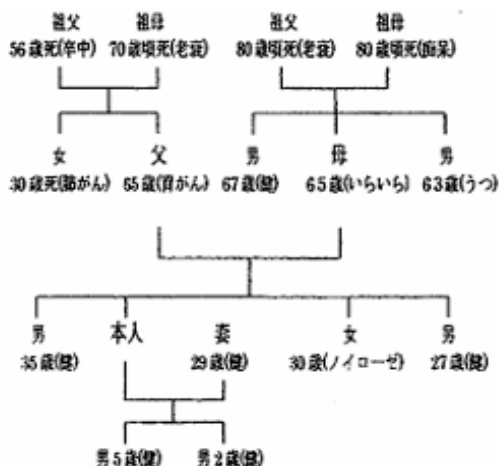 祖父 祖母 祖父 祖母
56歳死(卒中) 70歳頃死(老衰) 80歳頃死(老衰) 80歳頃死(痴呆)
女 父 男 母 男
30歳死(肺がん) 65歳(胃がん) 67歳(健) 65歳(いらいら) 63歳(うつ)
男 本人 妻 女 男
35歳(健) 29歳(健) 30歳(ノイローゼ) 27歳(健)
男5歳(健) 男2歳(健)